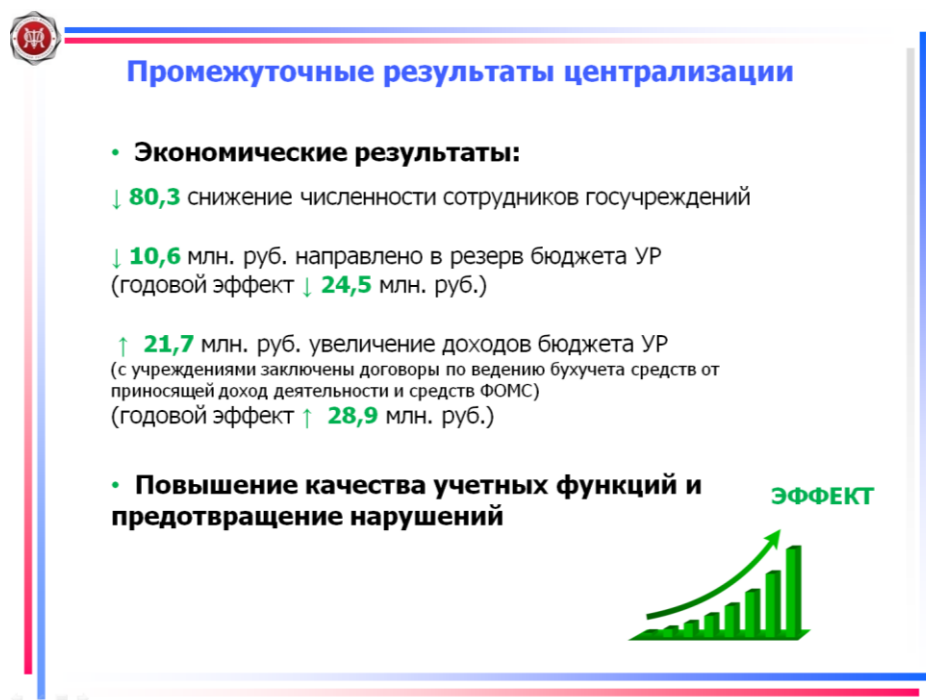 Промежуточные результаты централизации
• Экономические результаты:
↓ 80,3 снижение численности сотрудников госучреждений
↓ 10,6 млн. руб. направлено в резерв бюджета УР
(годовой эффект ↓ 24,5 млн. руб.)
↑ 21,7 млн. руб. увеличение доходов бюджета УР
(с учреждениями заключены договоры по ведению бухучета средств от
приносящей доход деятельности и средств ФОМС)
(годовой эффект ↑ 28,9 млн. руб.)
• Повышение качества учетных функций и
предотвращение нарушений
ЭФФЕКТ